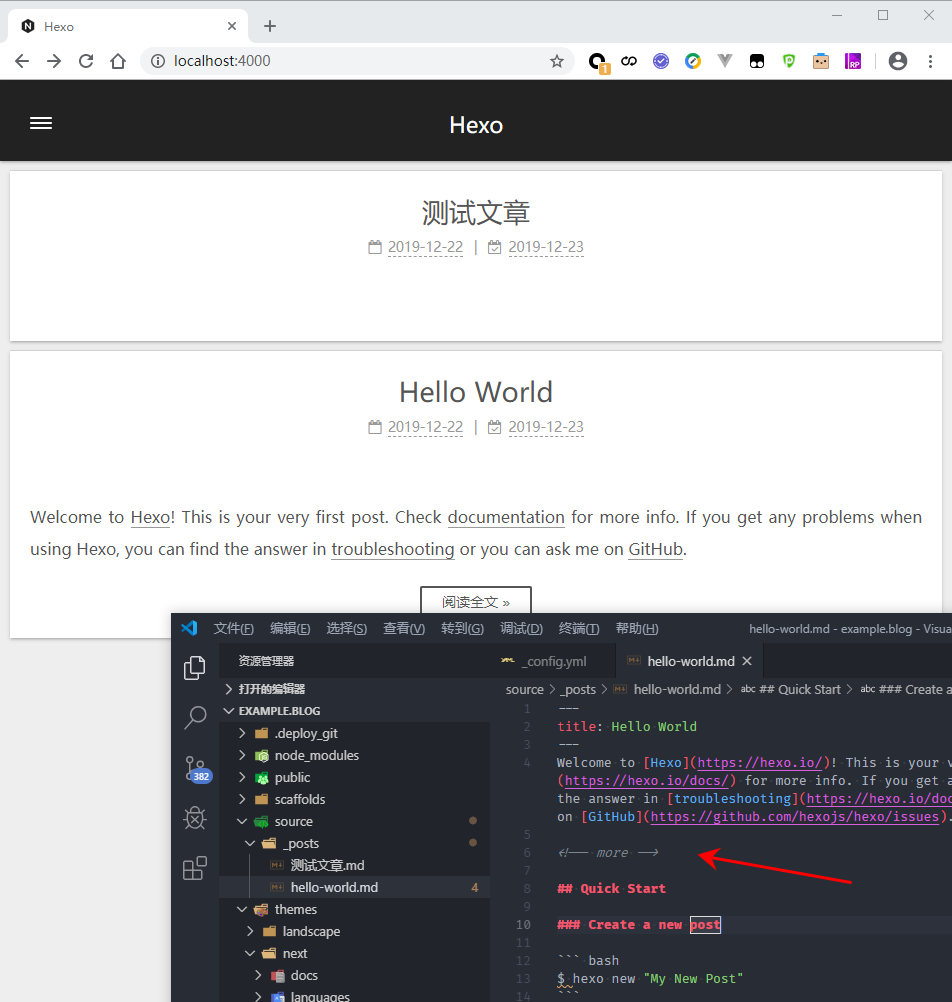 Hexo
localhost:4000
1
RP
Hexo
测试文章
2019-12-22 | 2019-12-23
Hello World
2019-12-22 | 2019-12-23
Welcome to Hexo! This is your very first post. Check documentation for more info. If you get any problems when
using Hexo, you can find the answer in troubleshooting or you can ask me on GitHub.
阅读全文 »
文件(F) 编辑(E) 选择(S) 查看(V) 转到(G) 调试(D) 终端(T) 帮助(H) hello-world.md - example.blog - Visua
资源管理器
_config.yml
hello-world.md
打开的编辑器
source > _posts > hello-world.md > abc ## Quick Start > abc ### Create a
EXAMPLE.BLOG
.deploy_git
node_modules
public
scaffolds
source
_posts
测试文章.md
hello-world.md 4
themes
landscape
next
docs
languages
382
1 ---
2 title: Hello World
3 ---
4 Welcome to [Hexo](https://hexo.io/)! This is your v
(https://hexo.io/docs/) for more info. If you get a
the answer in [troubleshooting](https://hexo.io/doc
on [GitHub](https://github.com/hexojs/hexo/issues).
5
6 <!-- more -->
7
8 ## Quick Start
9
10 ### Create a new post
11
12 ``` bash
13 $ hexo new "My New Post"
14 ```